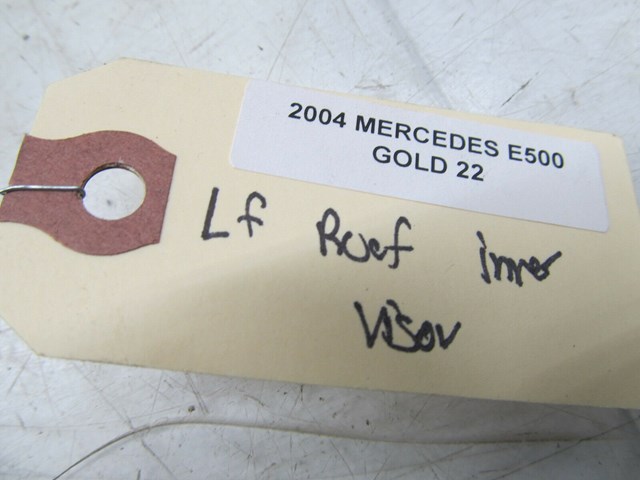 2004 MERCEDES E500
GOLD 22
Lf Roof inner
Visor